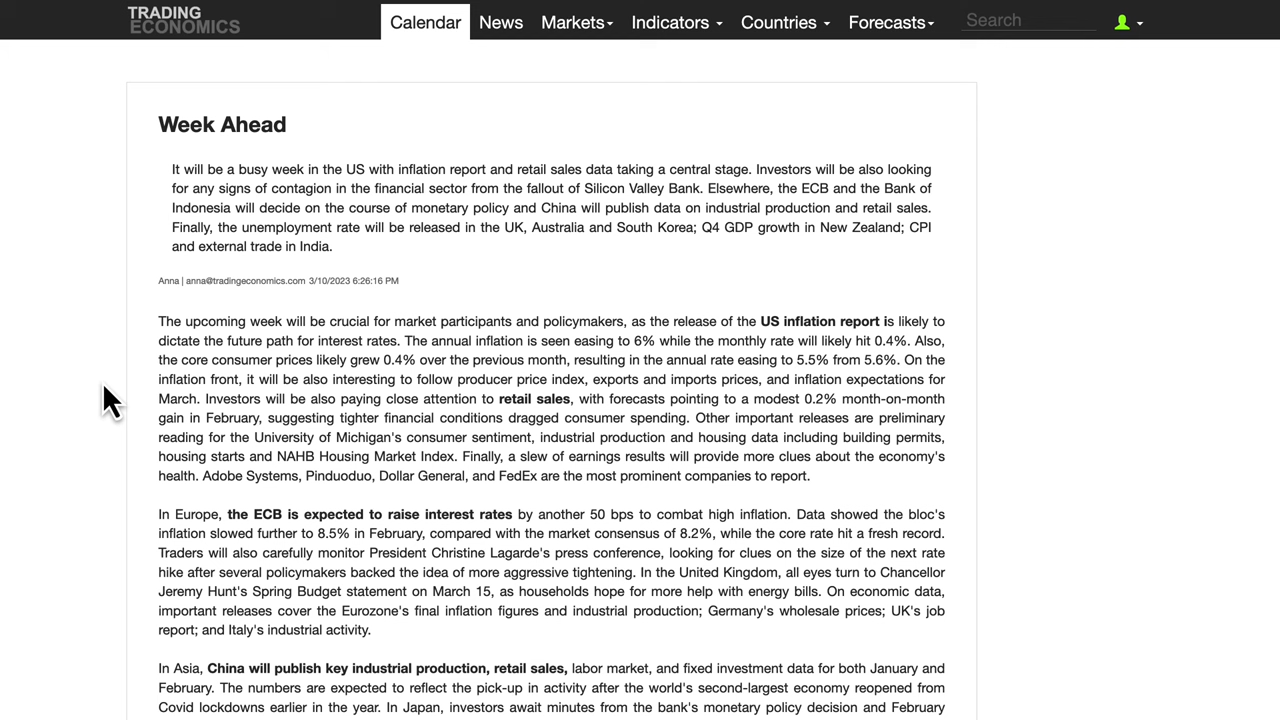 TRADING
ECONOMICS
Calendar News Markets Indicators Countries Forecasts Search
Week Ahead
It will be a busy week in the US with inflation report and retail sales data taking a central stage. Investors will be also looking
for any signs of contagion in the financial sector from the fallout of Silicon Valley Bank. Elsewhere, the ECB and the Bank of
Indonesia will decide on the course of monetary policy and China will publish data on industrial production and retail sales.
Finally, the unemployment rate will be released in the UK, Australia and South Korea; Q4 GDP growth in New Zealand; CPI
and external trade in India.
Anna | anna@tradingeconomics.com 3/10/2023 6:26:16 PM
The upcoming week will be crucial for market participants and policymakers, as the release of the US inflation report is likely to
dictate the future path for interest rates. The annual inflation is seen easing to 6% while the monthly rate will likely hit 0.4%. Also,
the core consumer prices likely grew 0.4% over the previous month, resulting in the annual rate easing to 5.5% from 5.6%. On the
inflation front, it will be also interesting to follow producer price index, exports and imports prices, and inflation expectations for
March. Investors will be also paying close attention to retail sales, with forecasts pointing to a modest 0.2% month-on-month
gain in February, suggesting tighter financial conditions dragged consumer spending. Other important releases are preliminary
reading for the University of Michigan's consumer sentiment, industrial production and housing data including building permits,
housing starts and NAHB Housing Market Index. Finally, a slew of earnings results will provide more clues about the economy's
health. Adobe Systems, Pinduoduo, Dollar General, and FedEx are the most prominent companies to report.
In Europe, the ECB is expected to raise interest rates by another 50 bps to combat high inflation. Data showed the bloc's
inflation slowed further to 8.5% in February, compared with the market consensus of 8.2%, while the core rate hit a fresh record.
Traders will also carefully monitor President Christine Lagarde's press conference, looking for clues on the size of the next rate
hike after several policymakers backed the idea of more aggressive tightening. In the United Kingdom, all eyes turn to Chancellor
Jeremy Hunt's Spring Budget statement on March 15, as households hope for more help with energy bills. On economic data,
important releases cover the Eurozone's final inflation figures and industrial production; Germany's wholesale prices; UK's job
report; and Italy's industrial activity.
In Asia, China will publish key industrial production, retail sales, labor market, and fixed investment data for both January and
February. The numbers are expected to reflect the pick-up in activity after the world's second-largest economy reopened from
Covid lockdowns earlier in the year. In Japan, investors await minutes from the bank's monetary policy decision and February